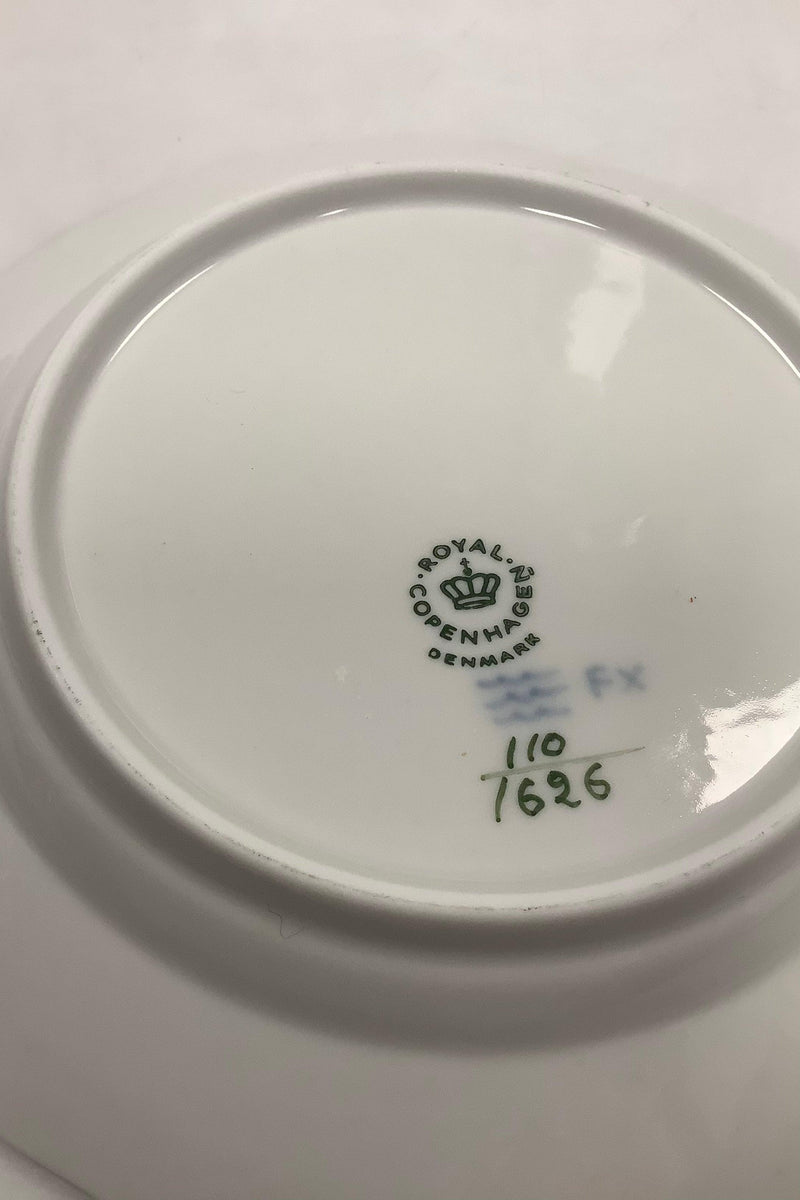 ROYAL
COPENHAGEN
DENMARK
FX
110
1626